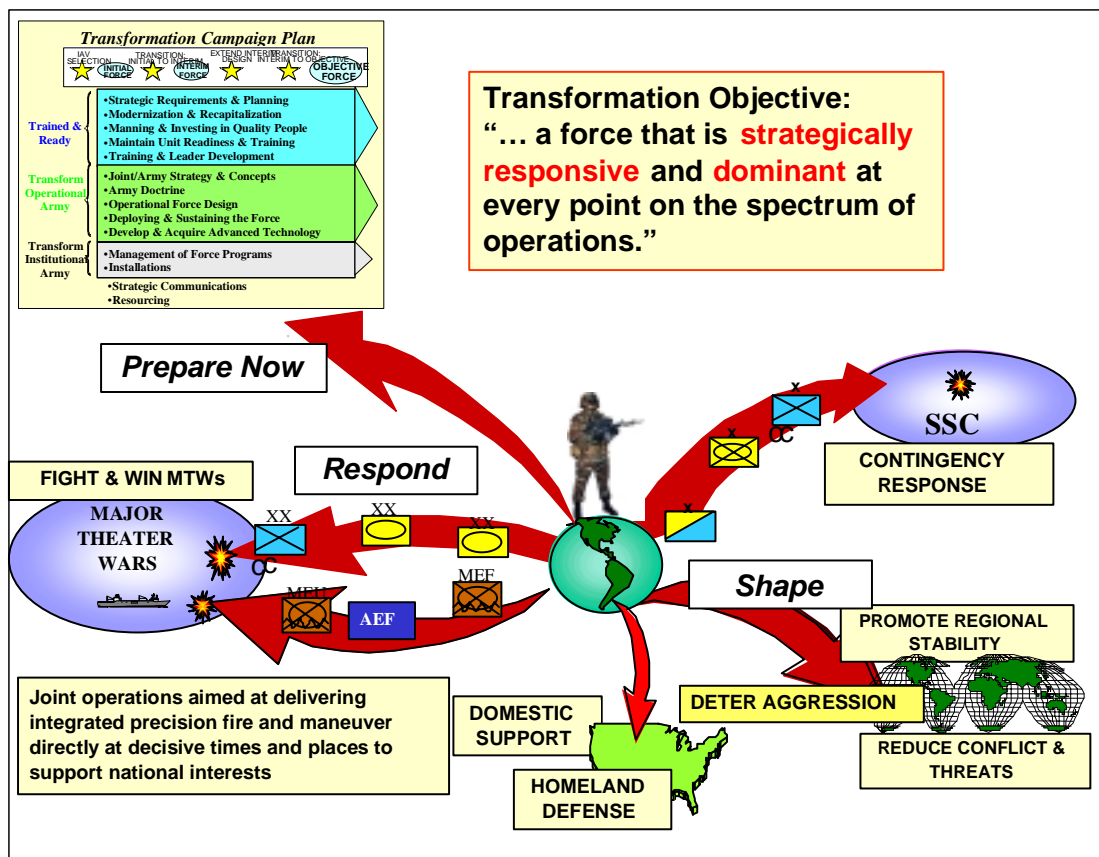 Transformation Campaign Plan
IAV
SELECTION
INITIAL
FORCE
TRANSITION:
INITIAL TO INTERIM
INTERIM
FORCE
EXTEND INTERIM
DESIGN
TRANSITION:
INTERIM TO OBJECTIVE
OBJECTIVE
FORCE
Trained &
Ready
•Strategic Requirements & Planning
•Modernization & Recapitalization
•Manning & Investing in Quality People
•Maintain Unit Readiness & Training
•Training & Leader Development
Transform
Operational
Army
•Joint/Army Strategy & Concepts
•Army Doctrine
•Operational Force Design
•Deploying & Sustaining the Force
•Develop & Acquire Advanced Technology
Transform
Institutional
Army
•Management of Force Programs
•Installations
•Strategic Communications
•Resourcing
Transformation Objective:
“… a force that is strategically
responsive and dominant at
every point on the spectrum of
operations.”
Prepare Now
x
x
x
SSC
CONTINGENCY
RESPONSE
Respond
FIGHT & WIN MTWs
MAJOR
THEATER
WARS
XX
XX
XX
MEU
AEF
MEF
Shape
PROMOTE REGIONAL
STABILITY
DETER AGGRESSION
REDUCE CONFLICT &
THREATS
Joint operations aimed at delivering
integrated precision fire and maneuver
directly at decisive times and places to
support national interests
DOMESTIC
SUPPORT
HOMELAND
DEFENSE